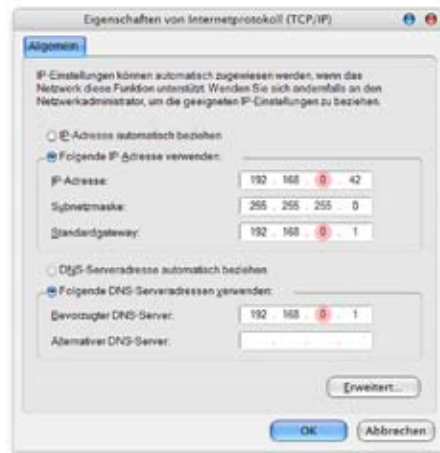 Eigenschaften von Internetprotokoll (TCP/IP)
Allgemein
IP-Einstellungen können automatisch zugewiesen werden, wenn das
Netzwerk diese Funktion unterstützt. Wenden Sie sich andernfalls an den
Netzwerkadministrator, um die geeigneten IP-Einstellungen zu beziehen.
IP-Adresse automatisch beziehen
Folgende IP-Adresse verwenden:
IP-Adresse: 192 . 168 . 0 . 42
Subnetzmaske: 255 . 255 . 255 . 0
Standardgateway: 192 . 168 . 0 . 1
DNS-Serveradresse automatisch beziehen
Folgende DNS-Serveradressen verwenden:
Bevorzugter DNS-Server: 192 . 168 . 0 . 1
Alternativer DNS-Server: . . .
Erweitert...
OK Abbrechen